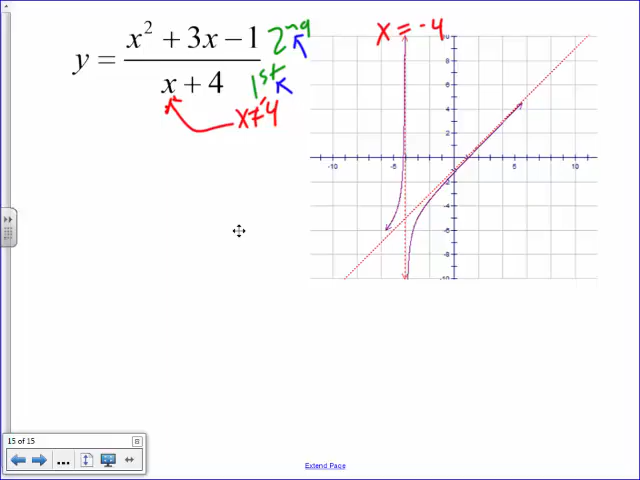 y = (x² + 3x − 1)/(x + 4)
2nd
1st
x ≠ -4
x = -4
10
8
6
4
2
-10
-5
5
10
-2
-4
-6
-8
-10
15 of 15
...
Extend Page